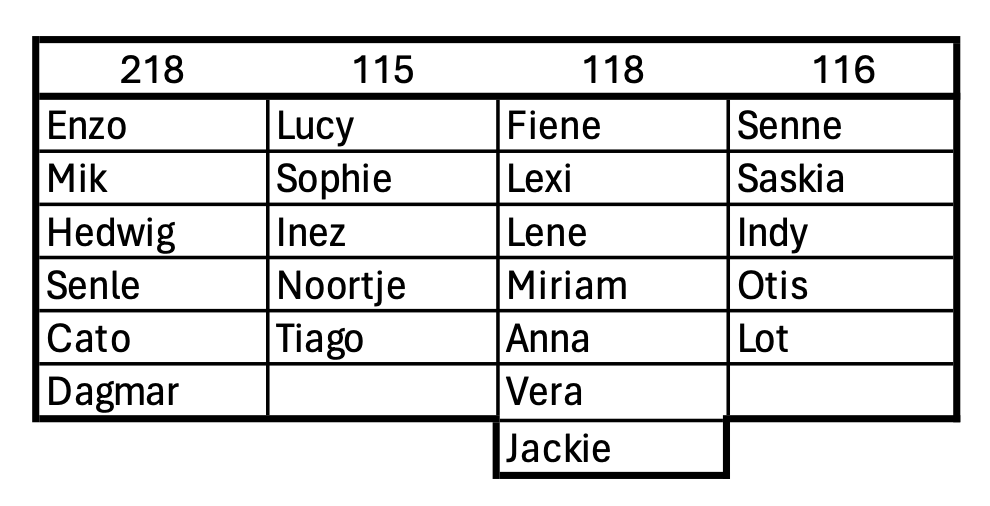 218 115 118 116
Enzo Lucy Fiene Senne
Mik Sophie Lexi Saskia
Hedwig Inez Lene Indy
Senle Noortje Miriam Otis
Cato Tiago Anna Lot
Dagmar Vera
Jackie